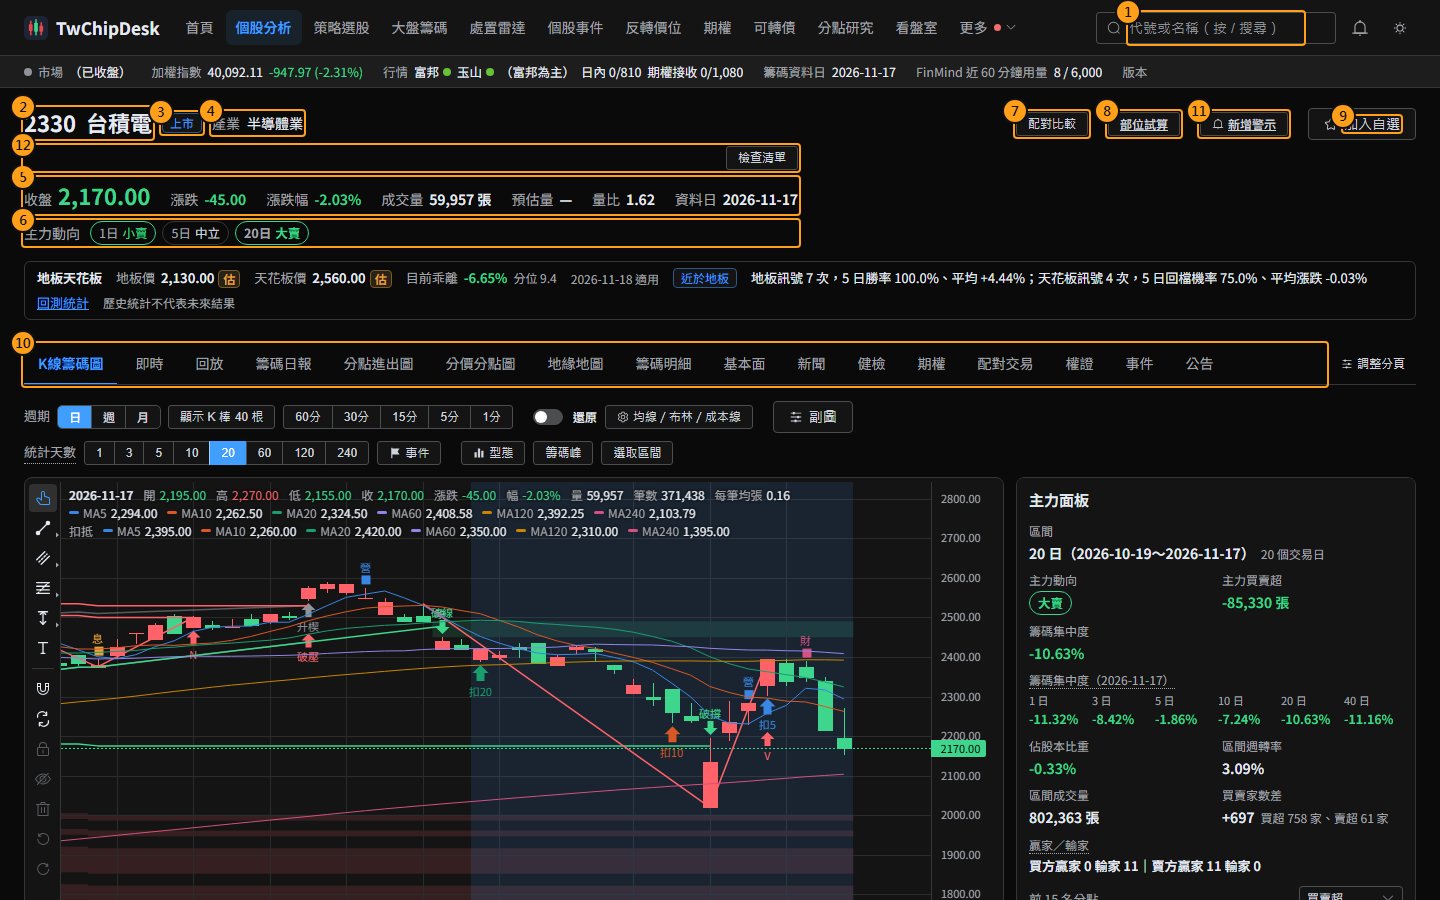 TwChipDesk 首頁 個股分析 策略選股 大盤籌碼 處置雷達 個股事件 反轉價位 期權 可轉債 分點研究 看盤室 更多 1 代號或名稱（按 / 搜尋）
市場 （已收盤） 加權指數 40,092.11 -947.97 (-2.31%) 行情 富邦 玉山 （富邦為主） 日內 0/810 期權接收 0/1,080 籌碼資料日 2026-11-17 FinMind 近 60 分鐘用量 8 / 6,000 版本
2 3 4 7 8 11 9
2330 台積電 上市 產業 半導體業 配對比較 部位試算 新增警示 加入自選
12 檢查清單
5
收盤 2,170.00 漲跌 -45.00 漲跌幅 -2.03% 成交量 59,957 張 預估量 — 量比 1.62 資料日 2026-11-17
6
主力動向 1日 小賣 5日 中立 20日 大賣
地板天花板 地板價 2,130.00 估 天花板價 2,560.00 估 目前乖離 -6.65% 分位 9.4 2026-11-18 適用 近於地板 地板訊號 7 次，5 日勝率 100.0%、平均 +4.44%；天花板訊號 4 次，5 日回檔機率 75.0%、平均漲跌 -0.03%
回測統計 歷史統計不代表未來結果
10
K線籌碼圖 即時 回放 籌碼日報 分點進出圖 分價分點圖 地緣地圖 籌碼明細 基本面 新聞 健檢 期權 配對交易 權證 事件 公告 調整分頁
週期 日 週 月 顯示 K 棒 40 根 60分 30分 15分 5分 1分 還原 均線 / 布林 / 成本線 副圖
統計天數 1 3 5 10 20 60 120 240 事件 型態 籌碼峰 選取區間
2026-11-17 開 2,195.00 高 2,270.00 低 2,155.00 收 2,170.00 漲跌 -45.00 幅 -2.03% 量 59,957 筆數 371,438 每筆均張 0.16
MA5 2,294.00 MA10 2,262.50 MA20 2,324.50 MA60 2,408.58 MA120 2,392.25 MA240 2,103.79
扣抵 MA5 2,395.00 MA10 2,260.00 MA20 2,420.00 MA60 2,350.00 MA120 2,310.00 MA240 1,395.00
T
營
升楔
息
N
破壓
扣20
財
營
破撐
扣5
扣10
V
2800.00
2700.00
2600.00
2500.00
2400.00
2300.00
2200.00
2170.00
2100.00
2000.00
1900.00
1800.00
主力面板
區間
20 日（2026-10-19～2026-11-17） 20 個交易日
主力動向 主力買賣超
大賣 -85,330 張
籌碼集中度
-10.63%
籌碼集中度（2026-11-17）
1 日 3 日 5 日 10 日 20 日 40 日
-11.32% -8.42% -1.86% -7.24% -10.63% -11.16%
佔股本比重 區間週轉率
-0.33% 3.09%
區間成交量 買賣家數差
802,363 張 +697 買超 758 家、賣超 61 家
贏家／輸家
買方贏家 0 輸家 11｜賣方贏家 11 輸家 0
前 15 名分點 買賣超